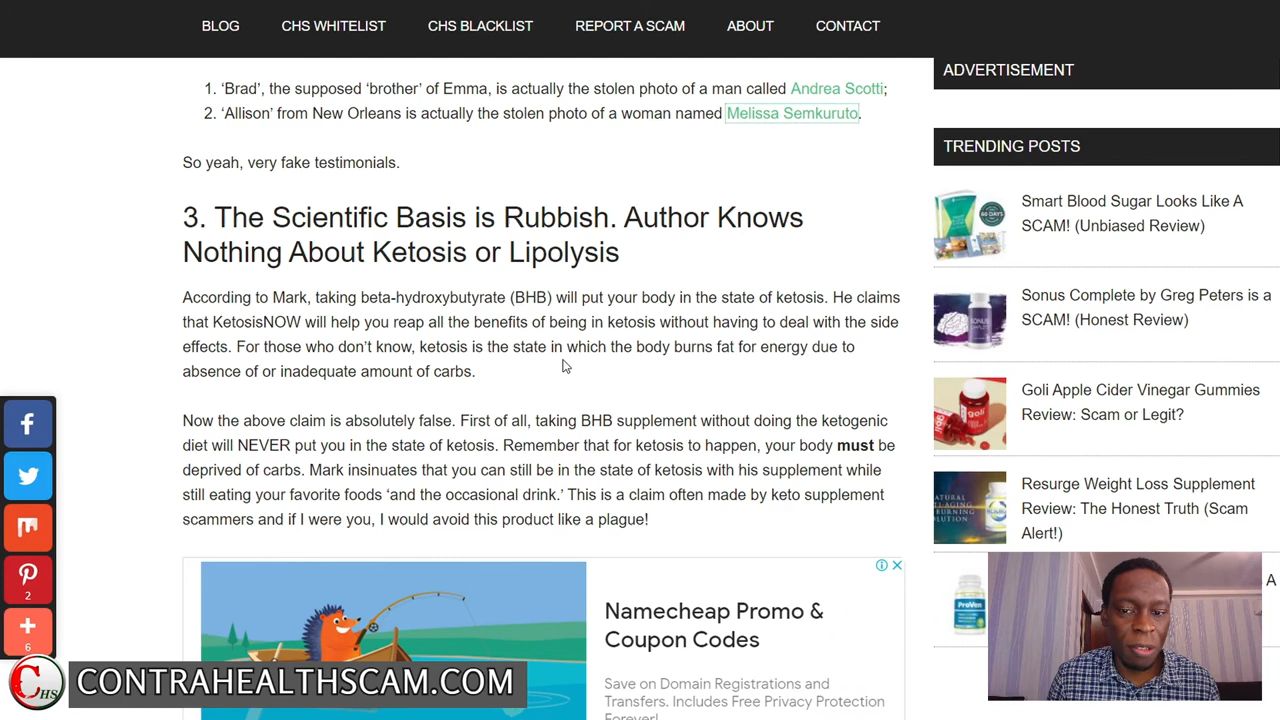 BLOG
CHS WHITELIST
CHS BLACKLIST
REPORT A SCAM
ABOUT
CONTACT
1. ‘Brad’, the supposed ‘brother’ of Emma, is actually the stolen photo of a man called Andrea Scotti;
2. ‘Allison’ from New Orleans is actually the stolen photo of a woman named Melissa Semkuruto.
So yeah, very fake testimonials.
3. The Scientific Basis is Rubbish. Author Knows
Nothing About Ketosis or Lipolysis
According to Mark, taking beta-hydroxybutyrate (BHB) will put your body in the state of ketosis. He claims
that KetosisNOW will help you reap all the benefits of being in ketosis without having to deal with the side
effects. For those who don’t know, ketosis is the state in which the body burns fat for energy due to
absence of or inadequate amount of carbs.
Now the above claim is absolutely false. First of all, taking BHB supplement without doing the ketogenic
diet will NEVER put you in the state of ketosis. Remember that for ketosis to happen, your body must be
deprived of carbs. Mark insinuates that you can still be in the state of ketosis with his supplement while
still eating your favorite foods ‘and the occasional drink.’ This is a claim often made by keto supplement
scammers and if I were you, I would avoid this product like a plague!
Namecheap Promo &
Coupon Codes
Save on Domain Registrations and
Transfers. Includes Free Privacy Protection
Forever!
ADVERTISEMENT
TRENDING POSTS
Smart Blood Sugar Looks Like A
SCAM! (Unbiased Review)
Sonus Complete by Greg Peters is a
SCAM! (Honest Review)
goli
Goli Apple Cider Vinegar Gummies
Review: Scam or Legit?
Resurge Weight Loss Supplement
Review: The Honest Truth (Scam
Alert!)
ProVen
A
2
6
CHS
CONTRAHEALTHSCAM.COM